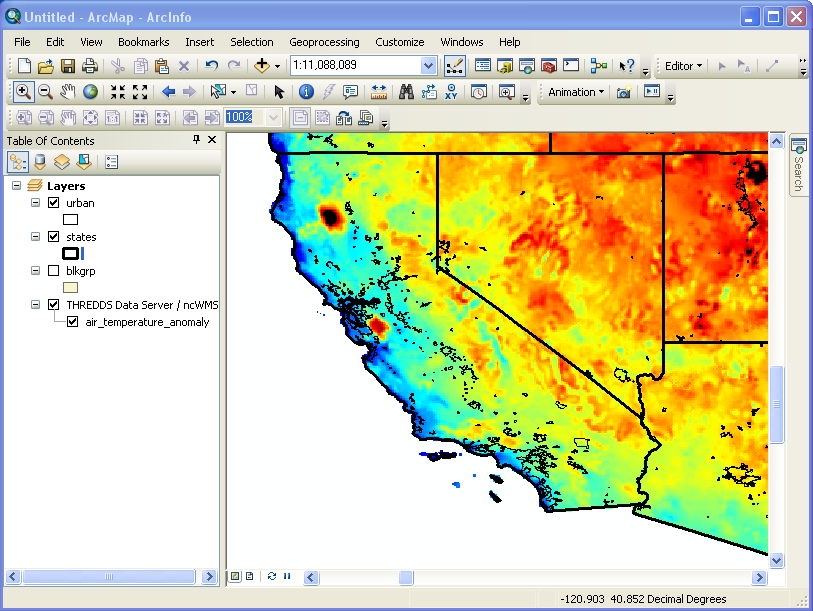 Untitled - ArcMap - ArcInfo
File Edit View Bookmarks Insert Selection Geoprocessing Customize Windows Help
1:11,088,089
Editor
Animation
1:1
100%
Table Of Contents
Layers
urban
states
blkgrp
THREDDS Data Server / ncWMS
air_temperature_anomaly
Search
-120.903 40.852 Decimal Degrees